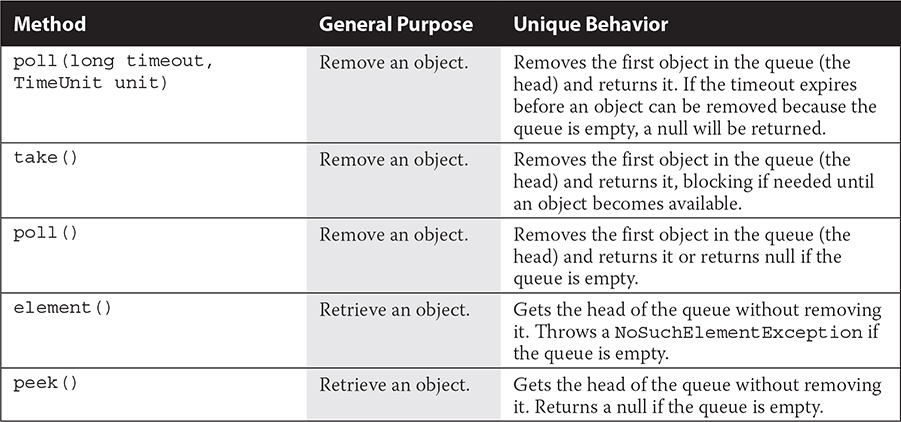 Method General Purpose Unique Behavior
poll(long timeout, Remove an object. Removes the first object in the queue (the
TimeUnit unit) head) and returns it. If the timeout expires
before an object can be removed because the
queue is empty, a null will be returned.
take() Remove an object. Removes the first object in the queue (the
head) and returns it, blocking if needed until
an object becomes available.
poll() Remove an object. Removes the first object in the queue (the
head) and returns it or returns null if the
queue is empty.
element() Retrieve an object. Gets the head of the queue without removing
it. Throws a NoSuchElementException if
the queue is empty.
peek() Retrieve an object. Gets the head of the queue without removing
it. Returns a null if the queue is empty.